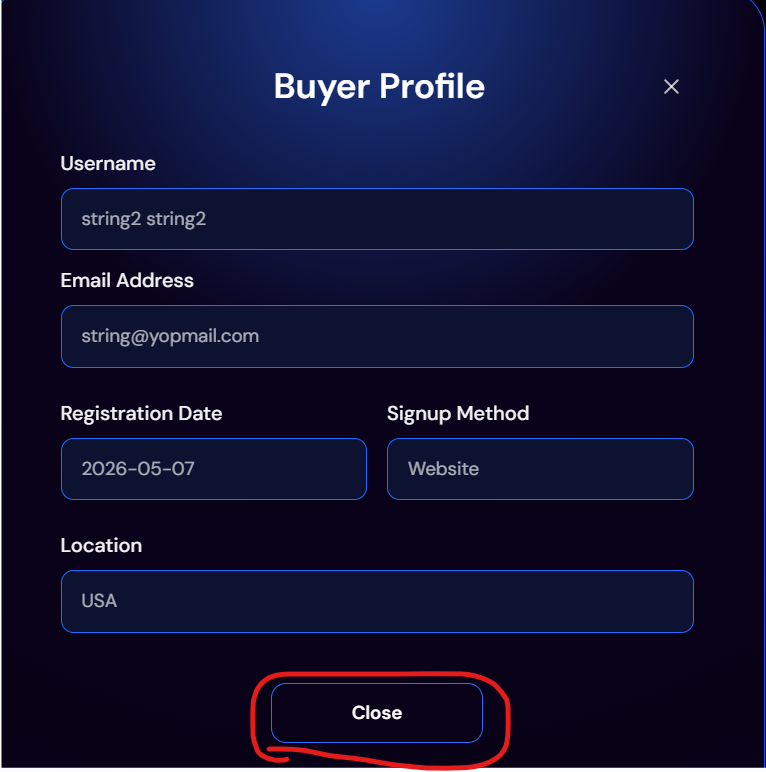 Buyer Profile
Username
string2 string2
Email Address
string@yopmail.com
Registration Date Signup Method
2026-05-07 Website
Location
USA
Close